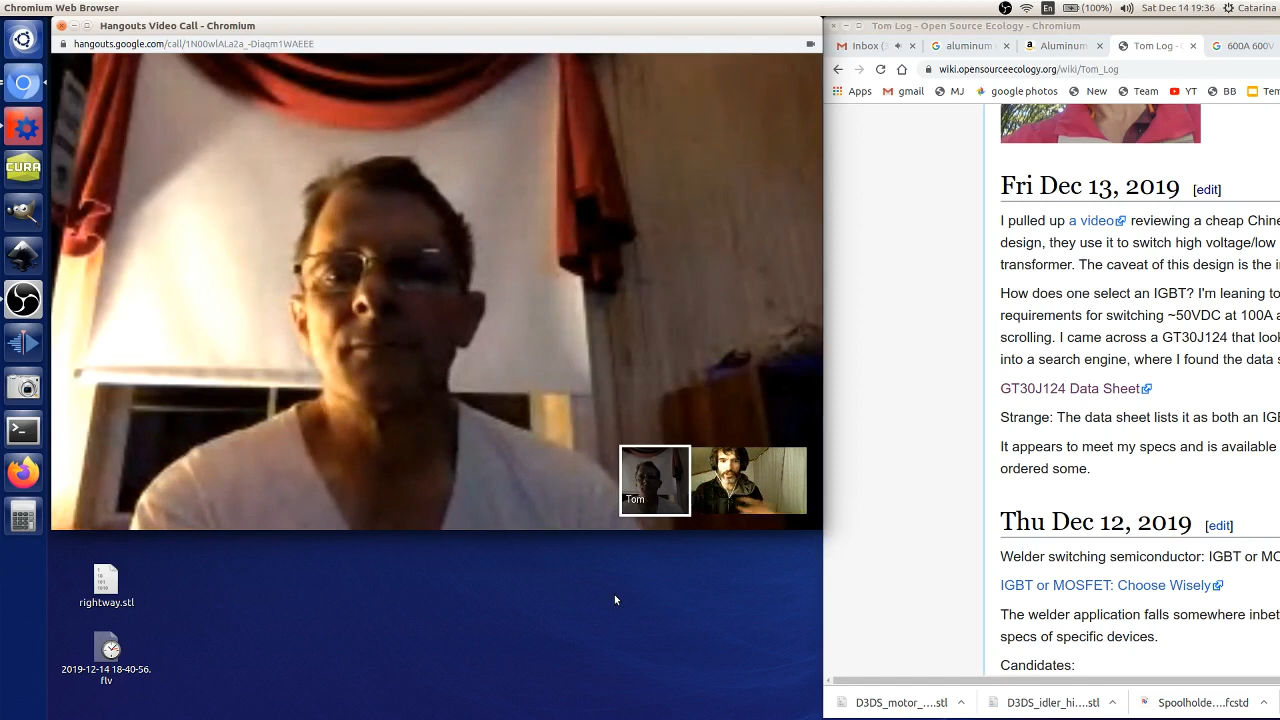 Chromium Web Browser
En
(100%)
Sat Dec 14 19:36
Catarina
Hangouts Video Call - Chromium
hangouts.google.com/call/1N00wlALa2a_-Diaqm1WAEEE
Tom
CURA
rightway.stl
2019-12-14 18-40-56.
flv
Tom Log - Open Source Ecology - Chromium
Inbox (
aluminum
Aluminum
Tom Log -
600A 600V
wiki.opensourceecology.org/wiki/Tom_Log
Apps
gmail
MJ
google photos
New
Team
YT
BB
Tem
Fri Dec 13, 2019 [edit]
I pulled up a video reviewing a cheap Chine
design, they use it to switch high voltage/low
transformer. The caveat of this design is the i
How does one select an IGBT? I'm leaning to
requirements for switching ~50VDC at 100A a
scrolling. I came across a GT30J124 that look
into a search engine, where I found the data s
GT30J124 Data Sheet
Strange: The data sheet lists it as both an IGB
It appears to meet my specs and is available
ordered some.
Thu Dec 12, 2019 [edit]
Welder switching semiconductor: IGBT or MO
IGBT or MOSFET: Choose Wisely
The welder application falls somewhere inbet
specs of specific devices.
Candidates:
D3DS_motor_....stl
D3DS_idler_hi....stl
Spoolholde....fcstd